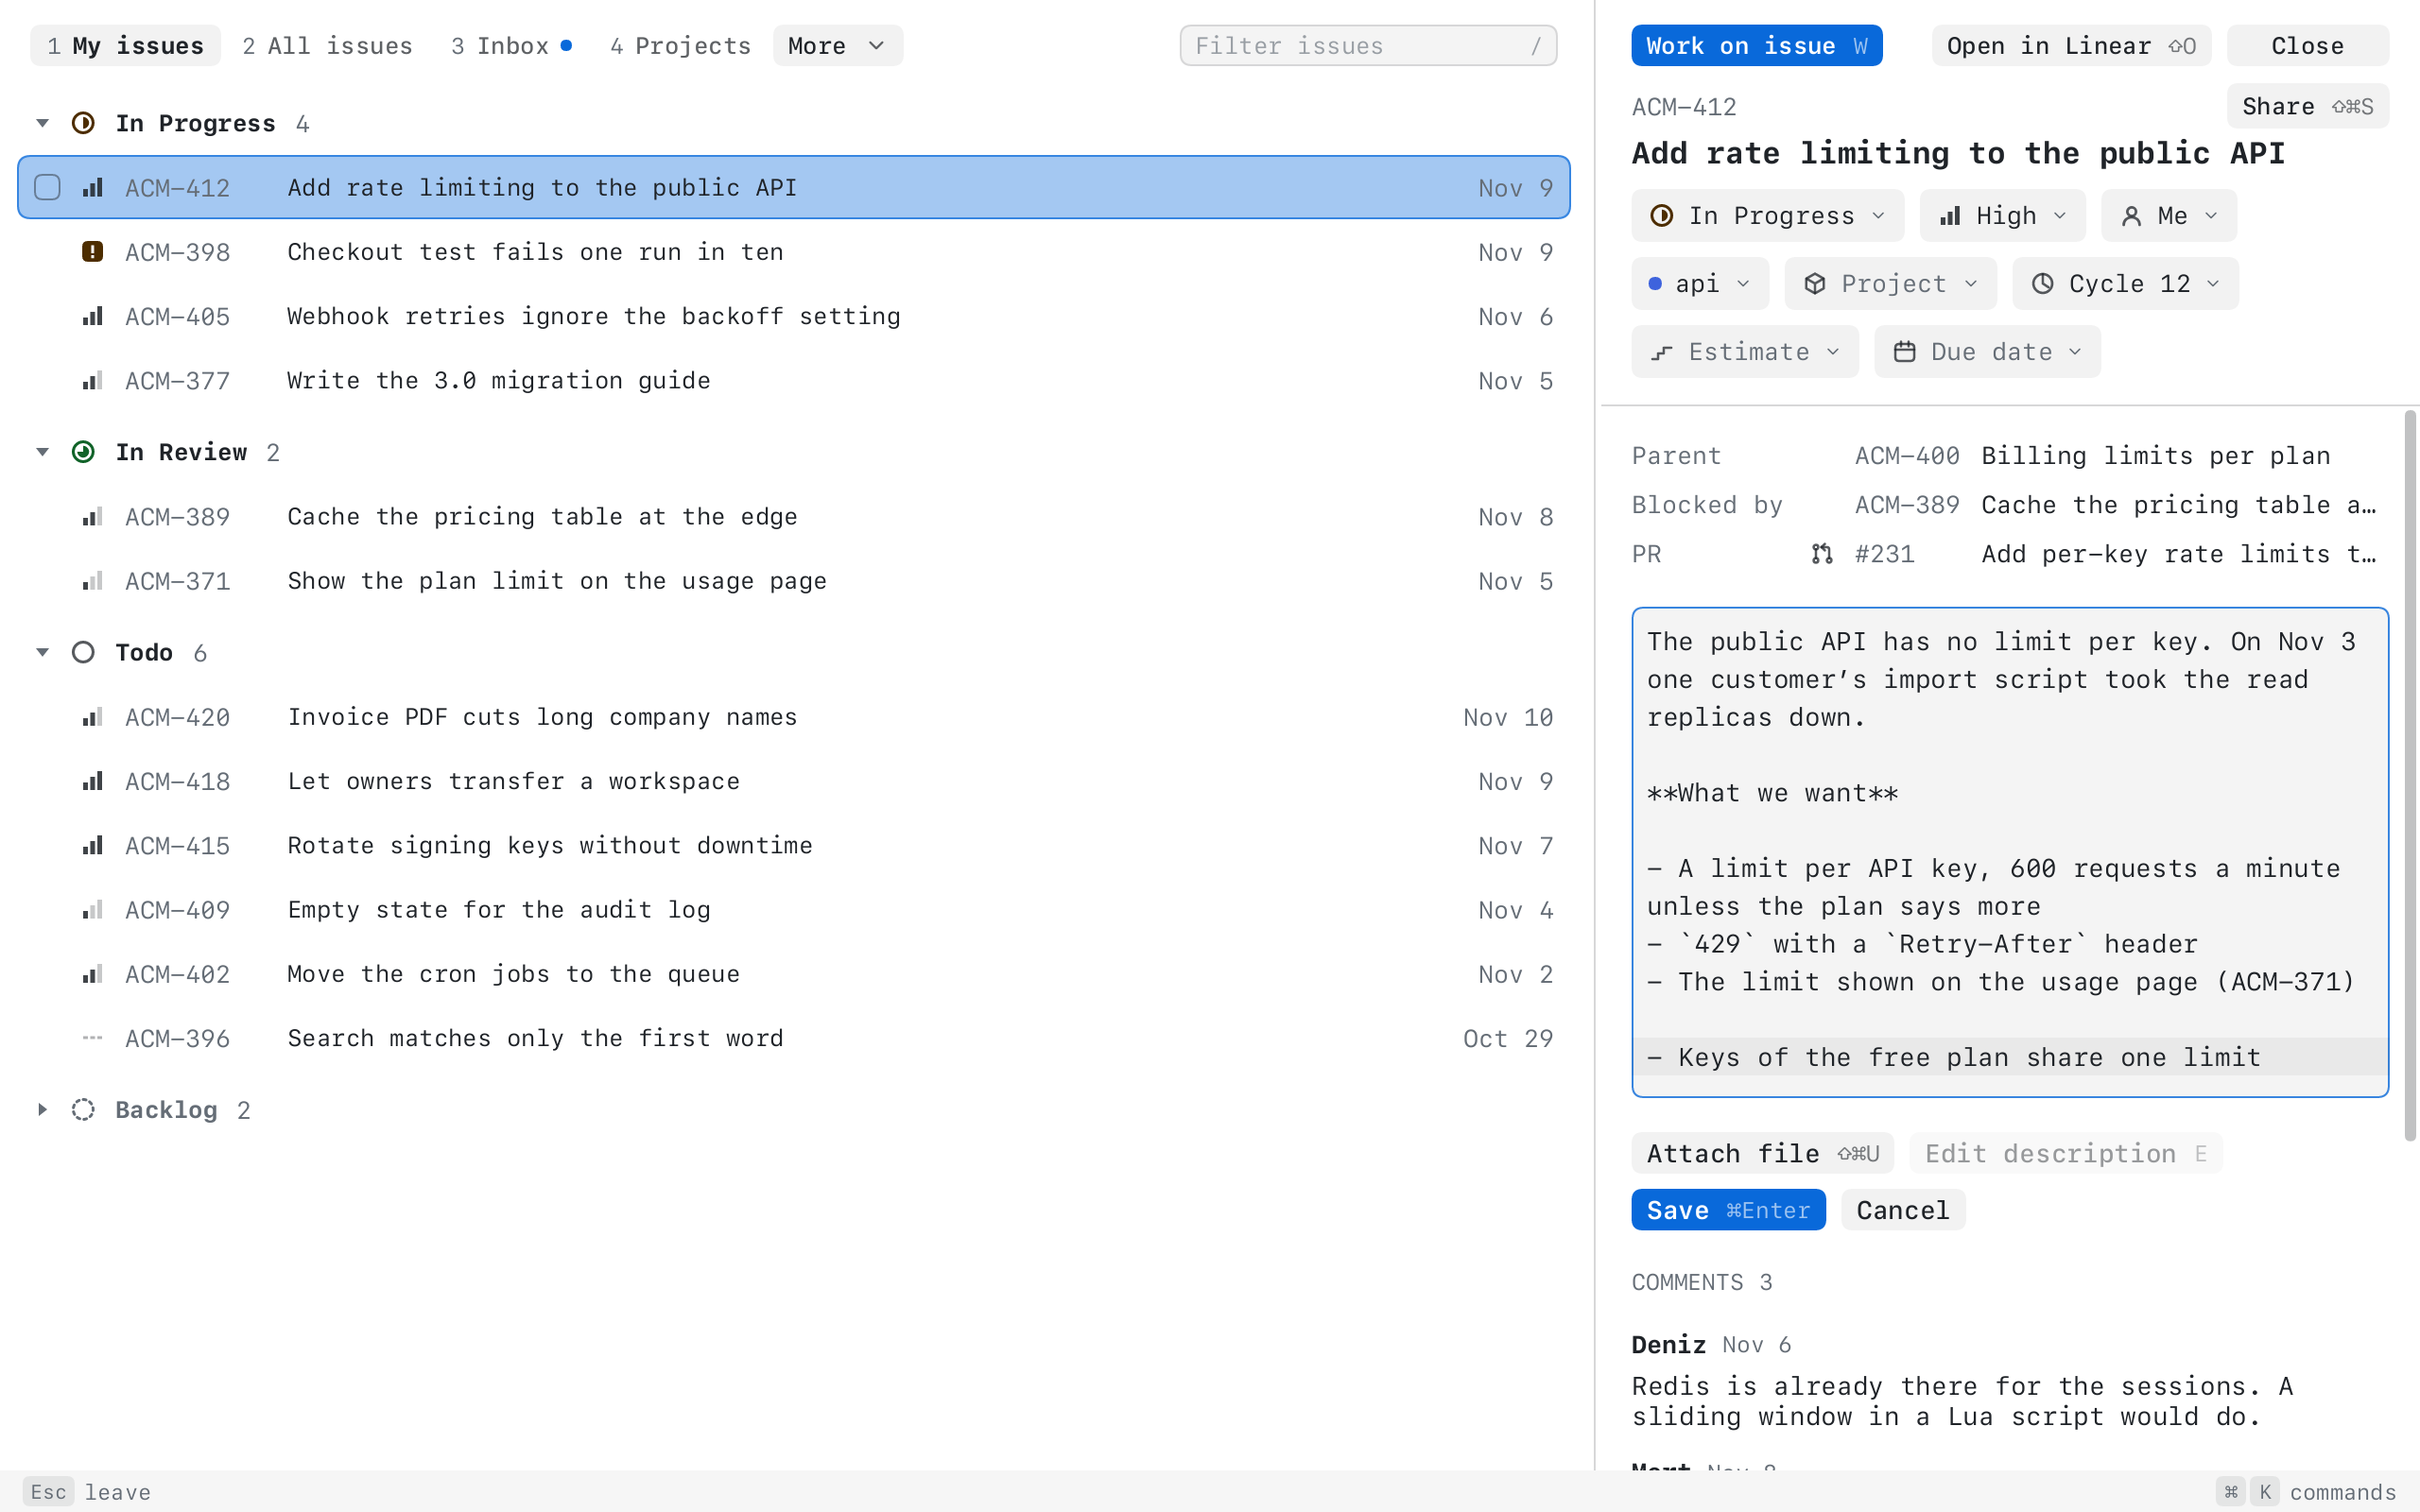 1 My issues 2 All issues 3 Inbox 4 Projects More
Filter issues /
In Progress 4
ACM-412 Add rate limiting to the public API Nov 9
ACM-398 Checkout test fails one run in ten Nov 9
ACM-405 Webhook retries ignore the backoff setting Nov 6
ACM-377 Write the 3.0 migration guide Nov 5
In Review 2
ACM-389 Cache the pricing table at the edge Nov 8
ACM-371 Show the plan limit on the usage page Nov 5
Todo 6
ACM-420 Invoice PDF cuts long company names Nov 10
ACM-418 Let owners transfer a workspace Nov 9
ACM-415 Rotate signing keys without downtime Nov 7
ACM-409 Empty state for the audit log Nov 4
ACM-402 Move the cron jobs to the queue Nov 2
ACM-396 Search matches only the first word Oct 29
Backlog 2
Work on issue W Open in Linear ⇧O Close
ACM-412 Share ⇧⌘S
Add rate limiting to the public API
In Progress High Me
api Project Cycle 12
Estimate Due date
Parent ACM-400 Billing limits per plan
Blocked by ACM-389 Cache the pricing table a…
PR #231 Add per-key rate limits t…
The public API has no limit per key. On Nov 3
one customer’s import script took the read
replicas down.
**What we want**
- A limit per API key, 600 requests a minute
unless the plan says more
- `429` with a `Retry-After` header
- The limit shown on the usage page (ACM-371)
- Keys of the free plan share one limit
Attach file ⇧⌘U Edit description E
Save ⌘Enter Cancel
COMMENTS 3
Deniz Nov 6
Redis is already there for the sessions. A
sliding window in a Lua script would do.
Esc leave
⌘ K commands